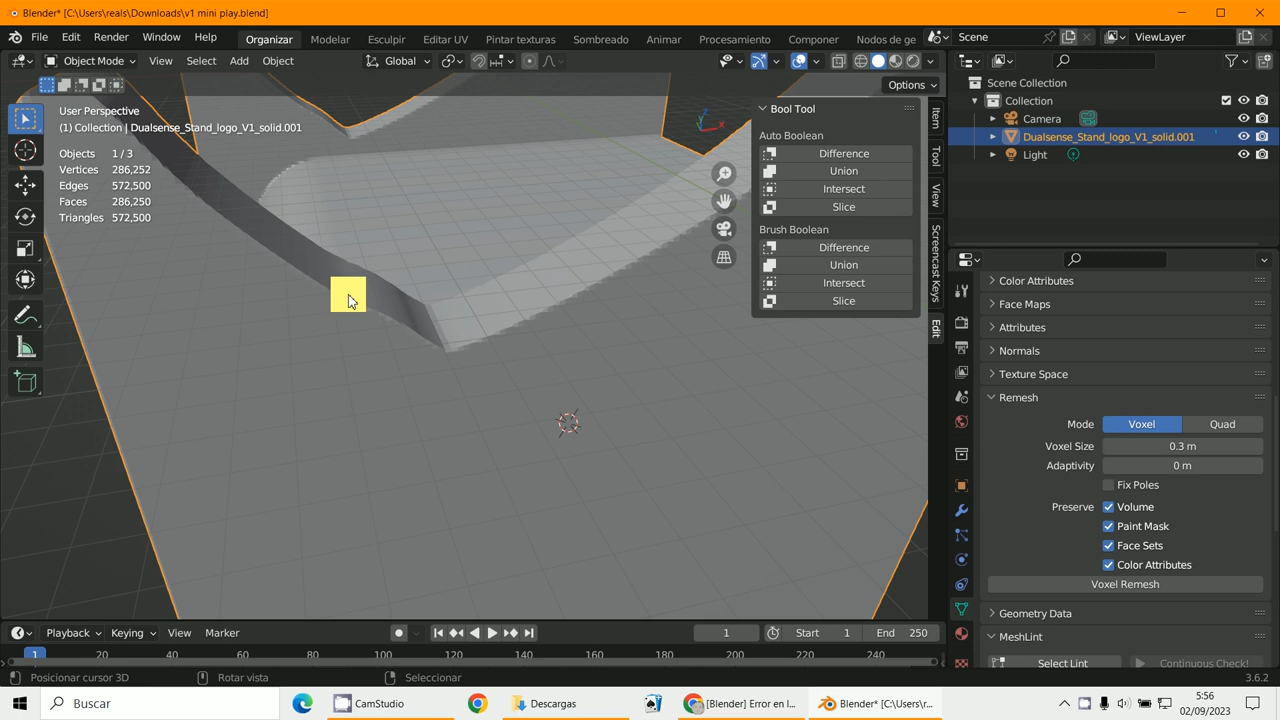 Blender* [C:\Users\reals\Downloads\v1 mini play.blend]
File Edit Render Window Help Organizar Modelar Esculpir Editar UV Pintar texturas Sombreado Animar Procesamiento Componer Nodos de ge Scene ViewLayer
Object Mode View Select Add Object Global
Options
User Perspective
(1) Collection | Dualsense_Stand_logo_V1_solid.001
Objects 1 / 3
Vertices 286,252
Edges 572,500
Faces 286,250
Triangles 572,500
Bool Tool
Auto Boolean
Difference
Union
Intersect
Slice
Brush Boolean
Difference
Union
Intersect
Slice
Item
Tool
View
Screencast Keys
Edit
Scene Collection
Collection
Camera
Dualsense_Stand_logo_V1_solid.001
Light
Color Attributes
Face Maps
Attributes
Normals
Texture Space
Remesh
Mode Voxel Quad
Voxel Size 0.3 m
Adaptivity 0 m
Fix Poles
Preserve Volume
Paint Mask
Face Sets
Color Attributes
Voxel Remesh
Geometry Data
MeshLint
Select Lint Continuous Check!
Playback Keying View Marker 1 Start 1 End 250
1 20 40 60 80 100 120 140 160 180 200 220 240
Posicionar cursor 3D Rotar vista Seleccionar 3.6.2
Buscar CamStudio Descargas [Blender] Error en l... Blender* [C:\Users\r... 5:56
02/09/2023